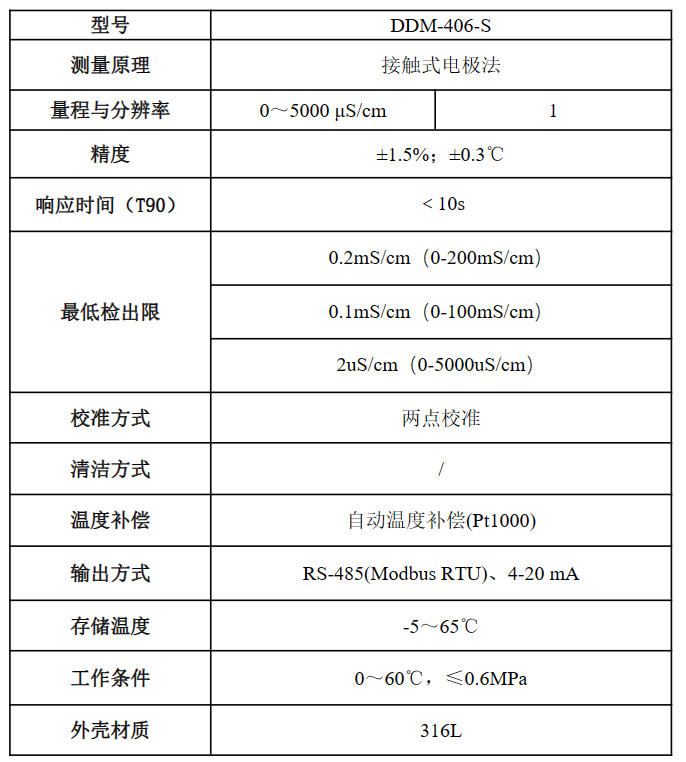 型号 DDM-406-S
测量原理 接触式电极法
量程与分辨率 0～5000 μS/cm 1
精度 ±1.5%；±0.3℃
响应时间（T90） < 10s
最低检出限
0.2mS/cm（0-200mS/cm）
0.1mS/cm（0-100mS/cm）
2uS/cm（0-5000uS/cm）
校准方式 两点校准
清洁方式 /
温度补偿 自动温度补偿(Pt1000)
输出方式 RS-485(Modbus RTU)、4-20 mA
存储温度 -5～65℃
工作条件 0～60℃，≤0.6MPa
外壳材质 316L